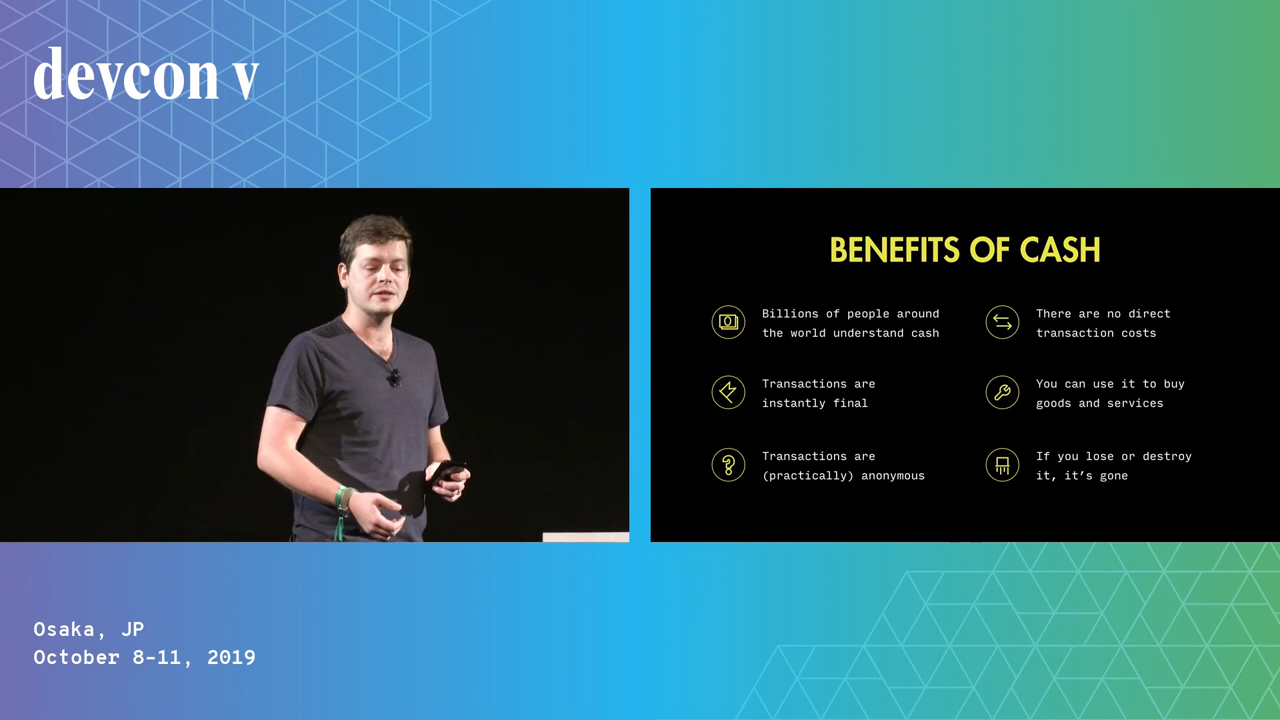 devcon v
BENEFITS OF CASH
Billions of people around
the world understand cash
There are no direct
transaction costs
Transactions are
instantly final
You can use it to buy
goods and services
Transactions are
(practically) anonymous
If you lose or destroy
it, it’s gone
Osaka, JP
October 8-11, 2019